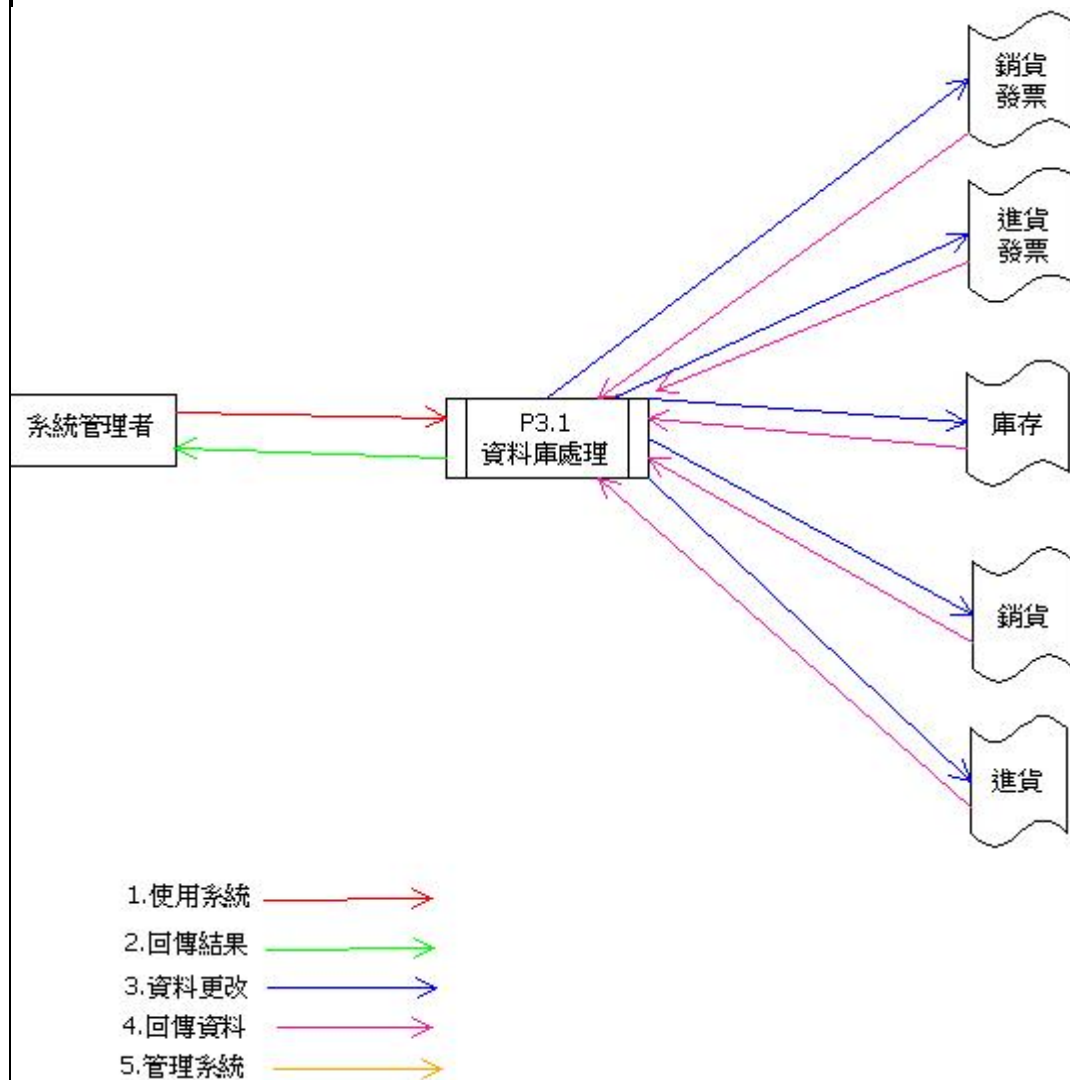 銷貨
發票
進貨
發票
系統管理者
P3.1
資料庫處理
庫存
銷貨
進貨
1.使用系統
2.回傳結果
3.資料更改
4.回傳資料
5.管理系統